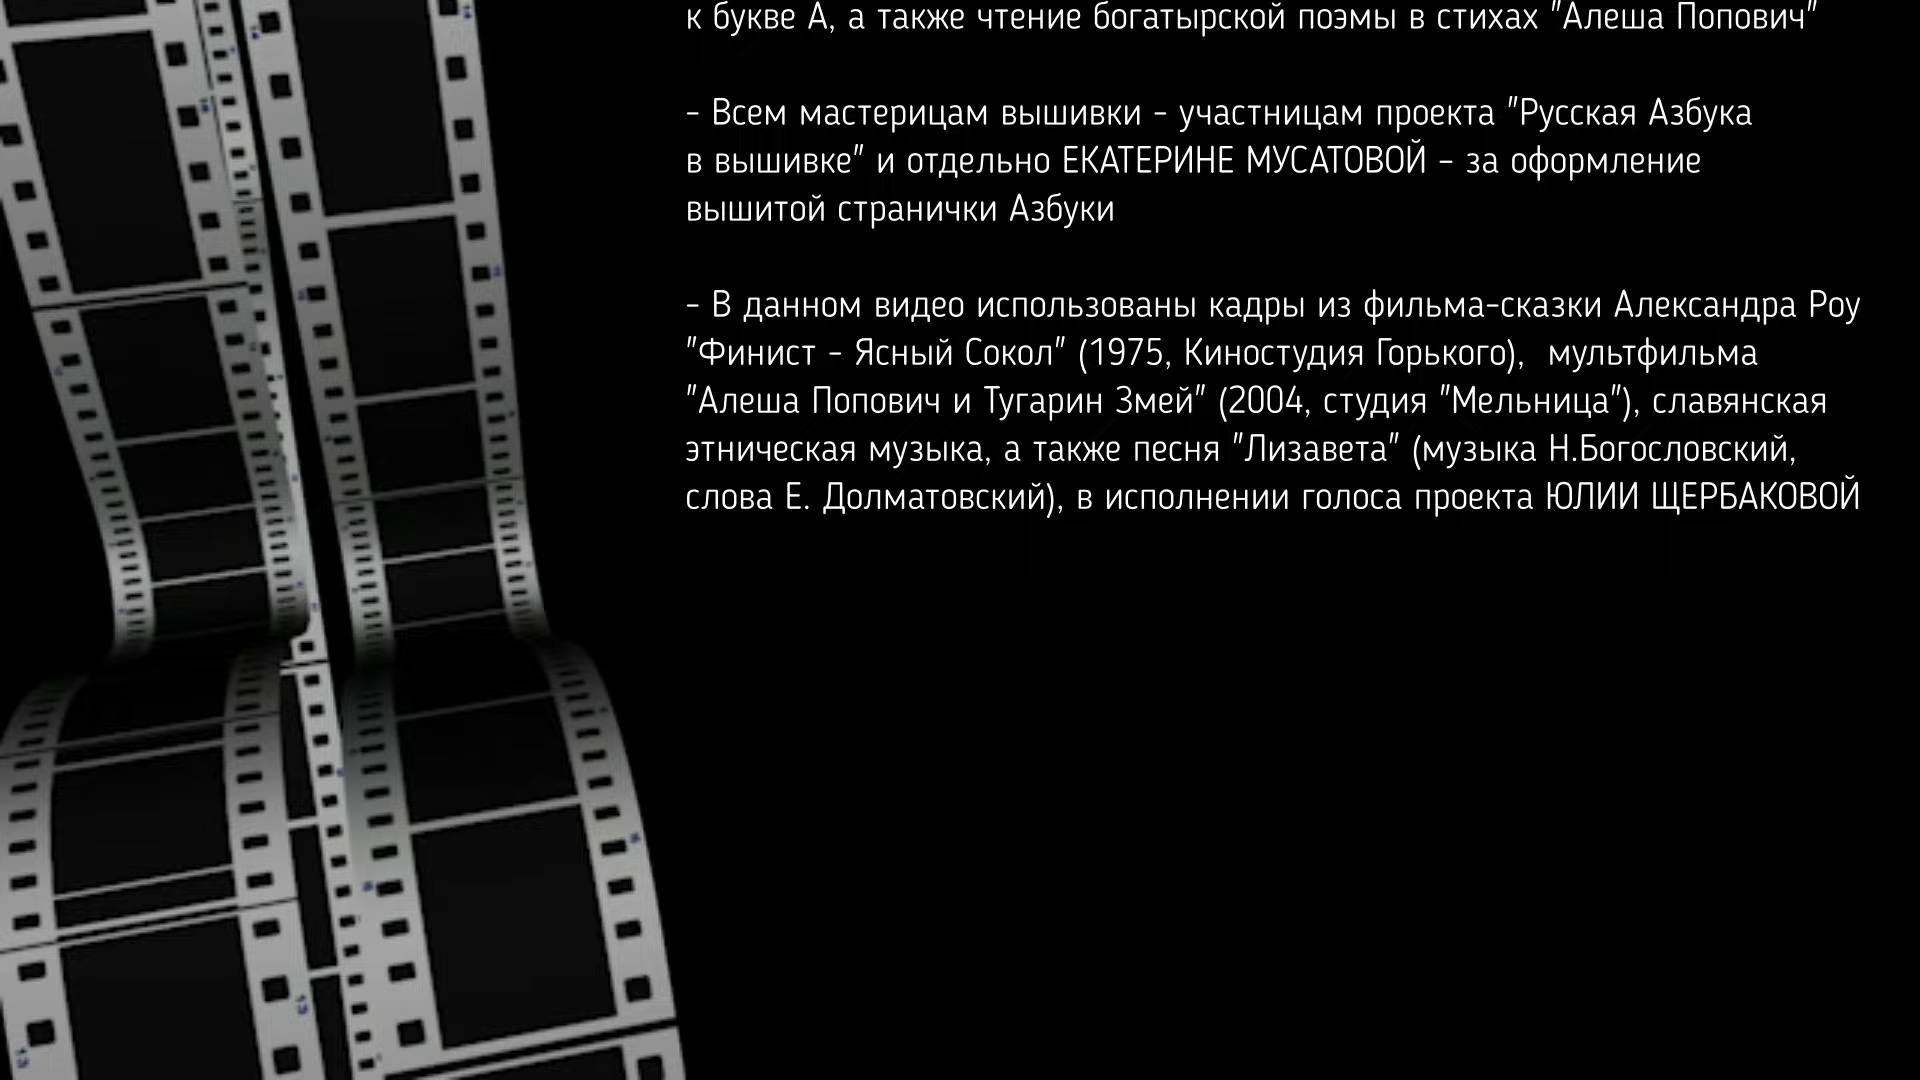 к букве А, а также чтение богатырской поэмы в стихах "Алеша Попович"
- Всем мастерицам вышивки - участницам проекта "Русская Азбука
в вышивке" и отдельно ЕКАТЕРИНЕ МУСАТОВОЙ - за оформление
вышитой странички Азбуки
- В данном видео использованы кадры из фильма-сказки Александра Роу
"Финист - Ясный Сокол" (1975, Киностудия Горького), мультфильма
"Алеша Попович и Тугарин Змей" (2004, студия "Мельница"), славянская
этническая музыка, а также песня "Лизавета" (музыка Н.Богословский,
слова Е. Долматовский), в исполнении голоса проекта ЮЛИИ ЩЕРБАКОВОЙ